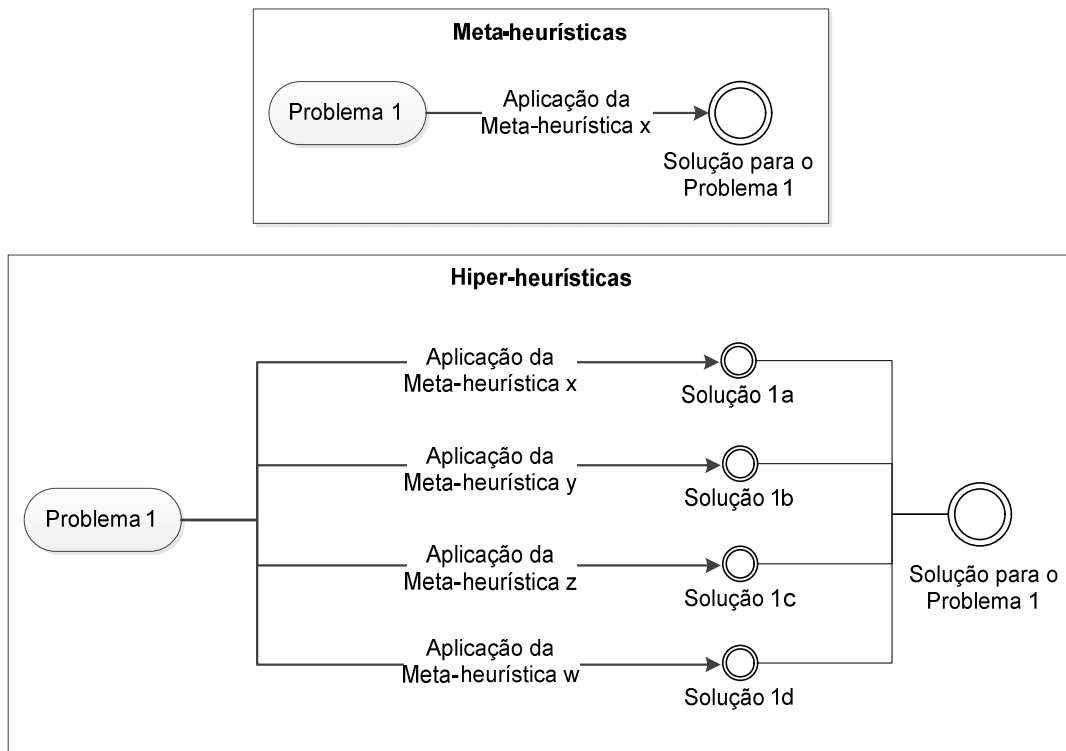 Meta-heurísticas
Problema 1
Aplicação da
Meta-heurística x
Solução para o
Problema 1
Hiper-heurísticas
Problema 1
Aplicação da
Meta-heurística x
Solução 1a
Aplicação da
Meta-heurística y
Solução 1b
Aplicação da
Meta-heurística z
Solução 1c
Aplicação da
Meta-heurística w
Solução 1d
Solução para o
Problema 1